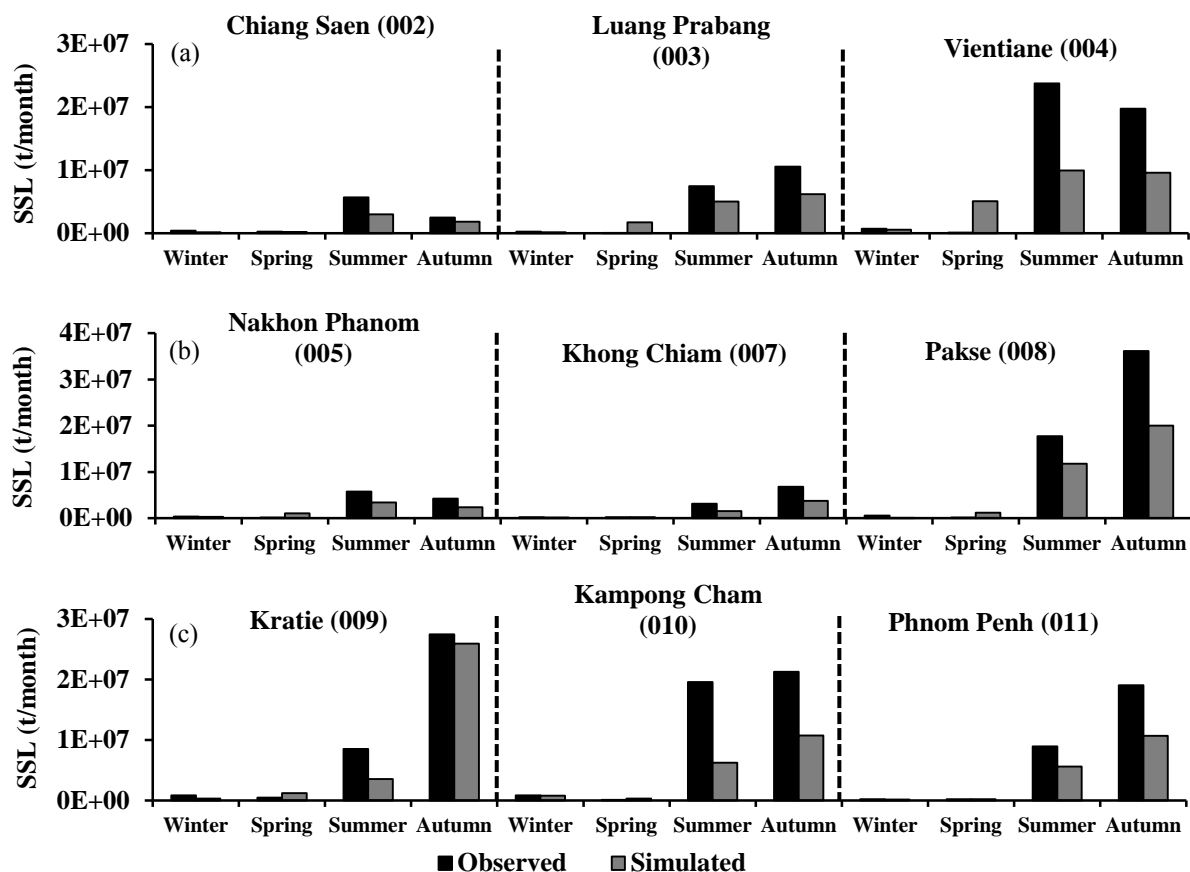 Chiang Saen (002)
Luang Prabang
(003)
Vientiane (004)
(a)
SSL (t/month)
3E+07
2E+07
1E+07
0E+00
Winter Spring Summer Autumn Winter Spring Summer Autumn Winter Spring Summer Autumn
Nakhon Phanom
(005)
Khong Chiam (007)
Pakse (008)
(b)
SSL (t/month)
4E+07
3E+07
2E+07
1E+07
0E+00
Winter Spring Summer Autumn Winter Spring Summer Autumn Winter Spring Summer Autumn
Kratie (009)
Kampong Cham
(010)
Phnom Penh (011)
(c)
SSL (t/month)
3E+07
2E+07
1E+07
0E+00
Winter Spring Summer Autumn Winter Spring Summer Autumn Winter Spring Summer Autumn
Observed Simulated